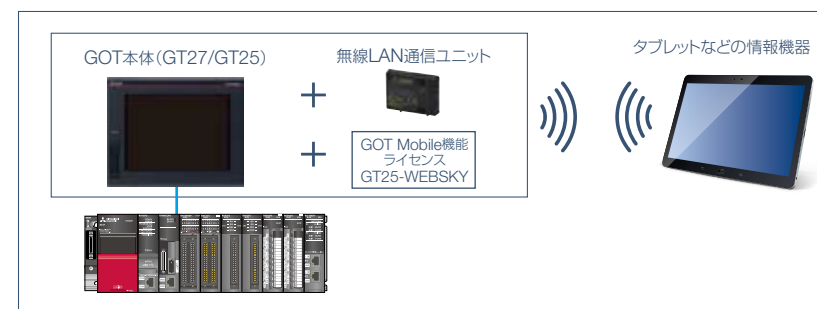 GOT本体(GT27/GT25)
無線LAN通信ユニット
タブレットなどの情報機器
+
+
GOT Mobile機能
ライセンス
GT25-WEBSKY